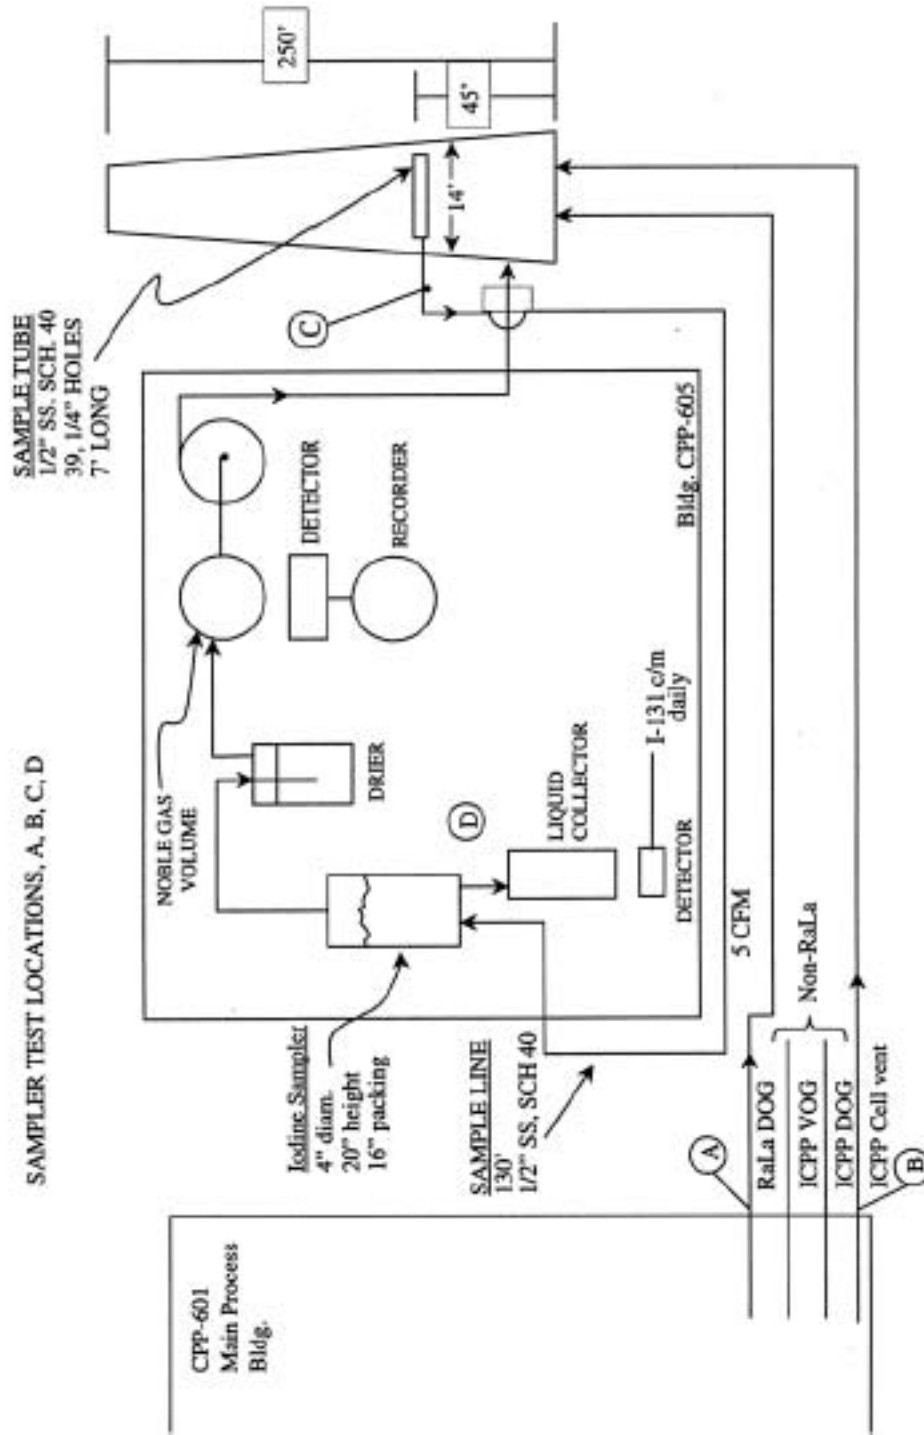 SAMPLER TEST LOCATIONS, A, B, C, D
SAMPLE TUBE
1/2" SS. SCH. 40
39, 1/4" HOLES
7' LONG
250'
45'
14'
C
NOBLE GAS
VOLUME
DETECTOR
RECORDER
DRIER
D
LIQUID
COLLECTOR
I-131 c/m
daily
DETECTOR
Bldg. CPP-605
Iodine Sampler
4" diam.
20" height
16" packing
SAMPLE LINE
130'
1/2" SS, SCH 40
5 CFM
CPP-601
Main Process
Bldg.
A
RaLa DOG
ICPP VOG
ICPP DOG
Non-RaLa
ICPP Cell vent
B